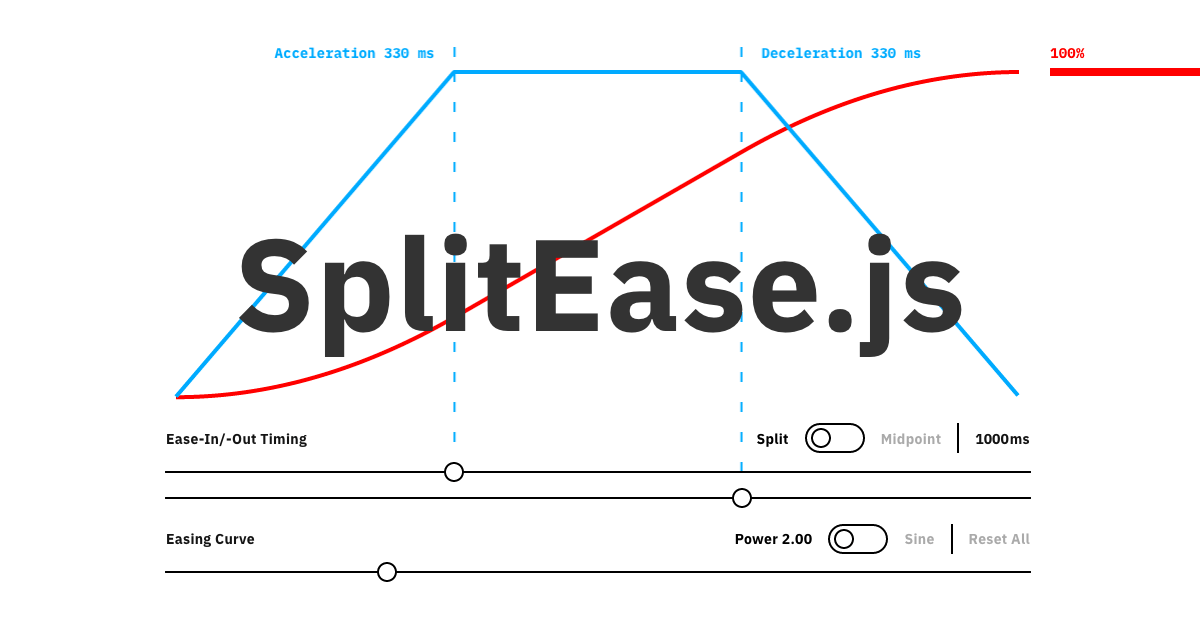 Acceleration 330 ms
Deceleration 330 ms
100%
SplitEase.js
Ease-In/-Out Timing
Split
Midpoint
1000ms
Easing Curve
Power 2.00
Sine
Reset All